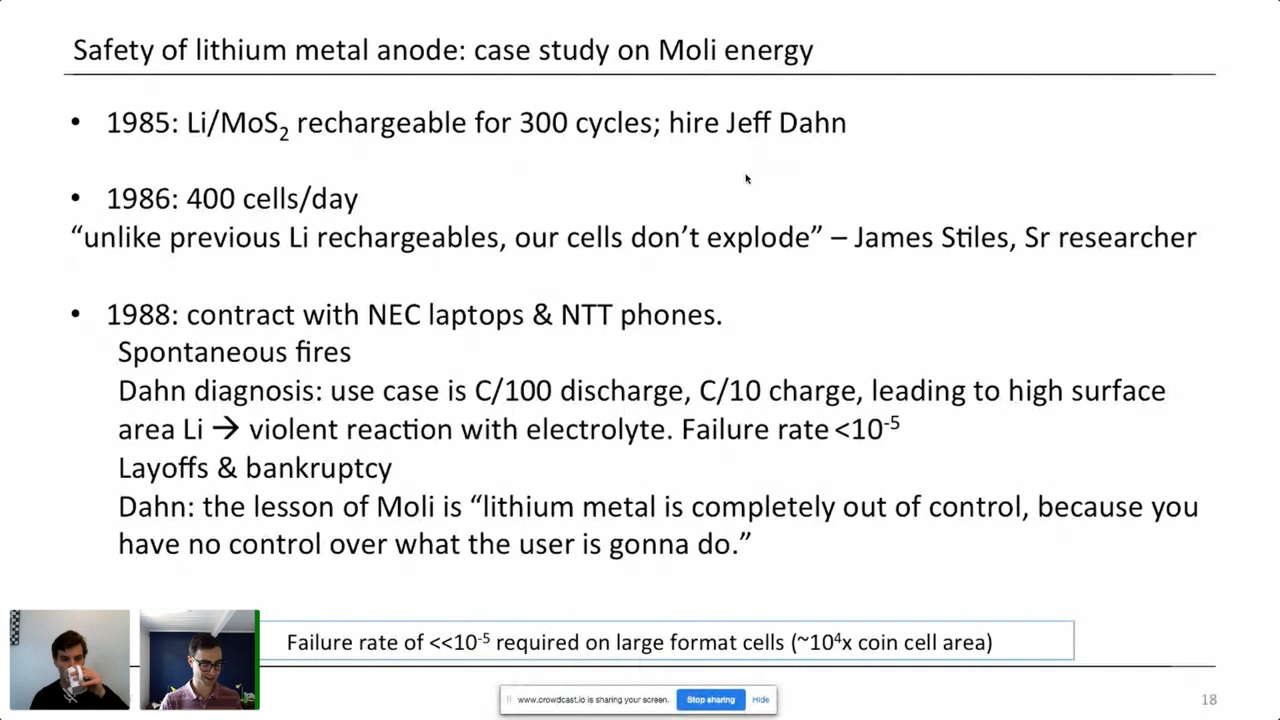 Safety of lithium metal anode: case study on Moli energy
• 1985: Li/MoS₂ rechargeable for 300 cycles; hire Jeff Dahn
• 1986: 400 cells/day
“unlike previous Li rechargeables, our cells don’t explode” – James Stiles, Sr researcher
• 1988: contract with NEC laptops & NTT phones.
Spontaneous fires
Dahn diagnosis: use case is C/100 discharge, C/10 charge, leading to high surface
area Li → violent reaction with electrolyte. Failure rate <10⁻⁵
Layoffs & bankruptcy
Dahn: the lesson of Moli is “lithium metal is completely out of control, because you
have no control over what the user is gonna do.”
Failure rate of <<10⁻⁵ required on large format cells (~10⁴x coin cell area)
www.crowdcast.io is sharing your screen. Stop sharing Hide
18